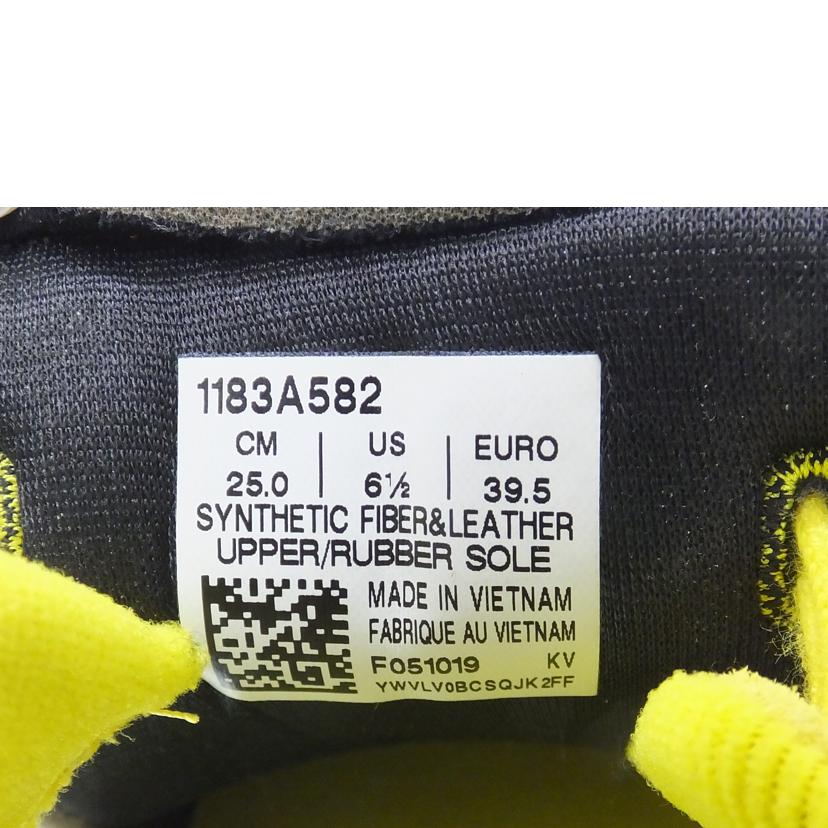 1183A582
CM | US | EURO
25.0 | 6½ | 39.5
SYNTHETIC FIBER&LEATHER
UPPER/RUBBER SOLE
MADE IN VIETNAM
FABRIQUE AU VIETNAM
F051019 KV
YWVLV0BCSQJK2FF